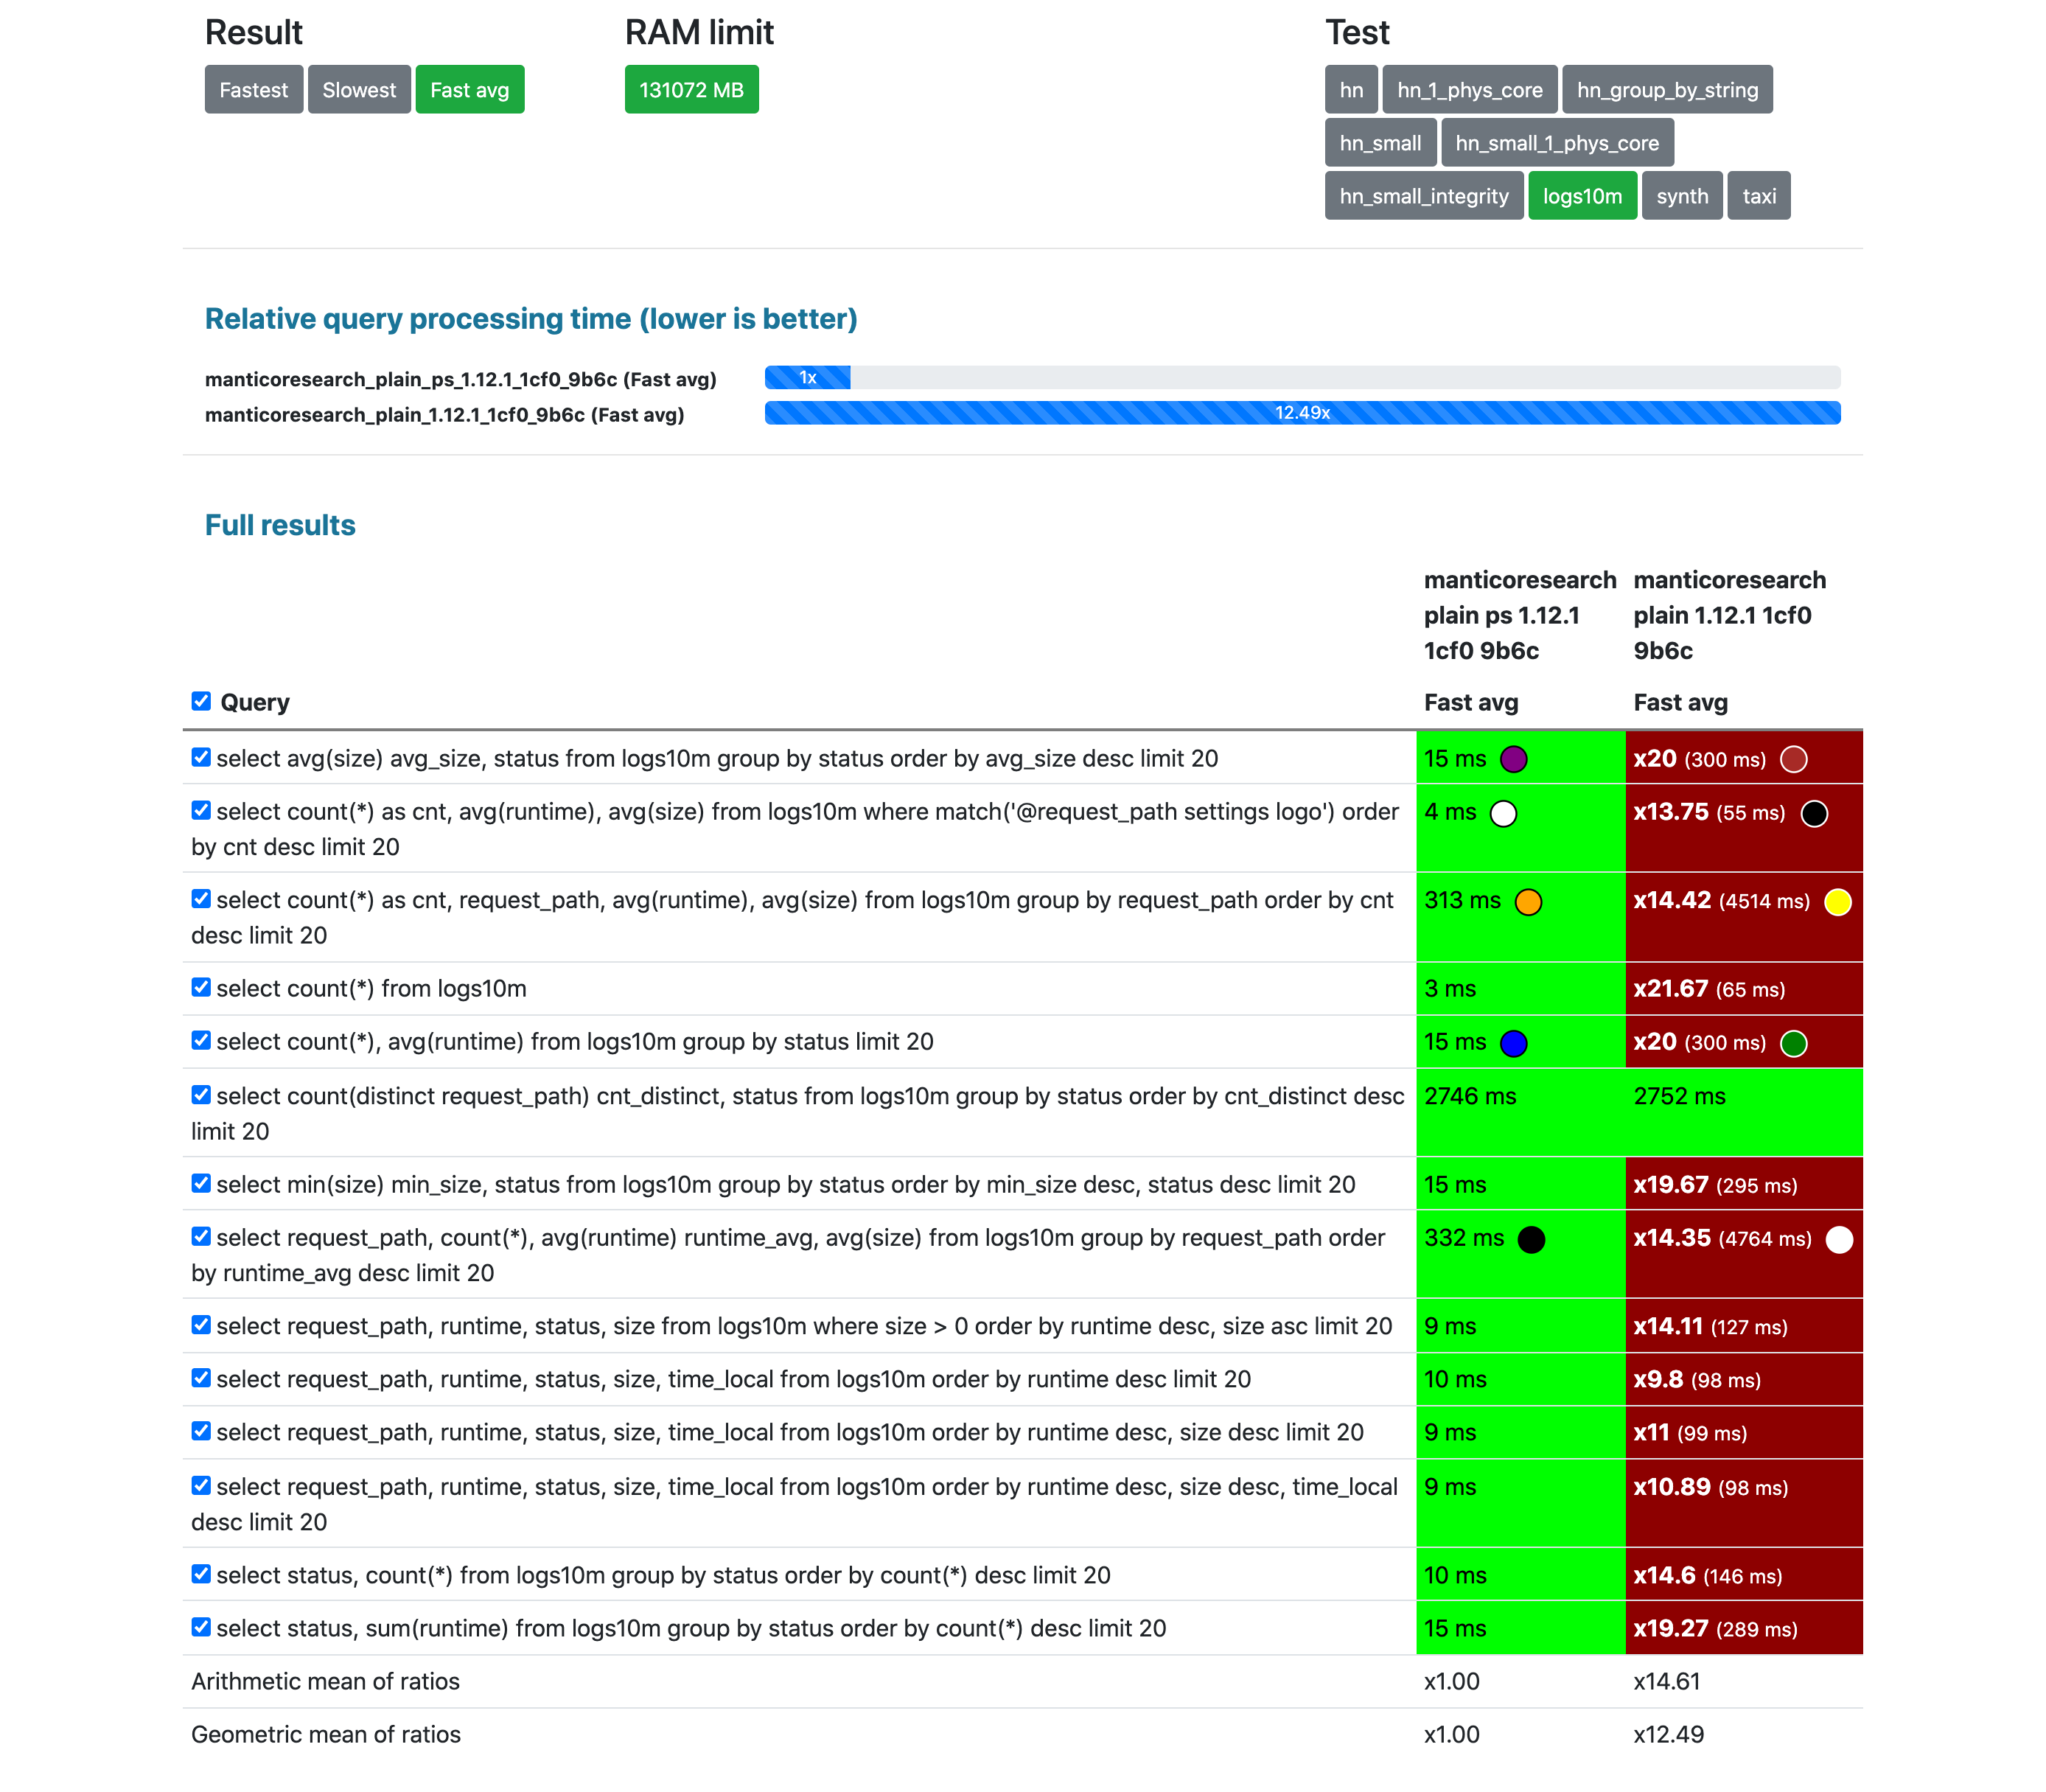 Result
RAM limit
Test
Fastest
Slowest
Fast avg
131072 MB
hn
hn_1_phys_core
hn_group_by_string
hn_small
hn_small_1_phys_core
hn_small_integrity
logs10m
synth
taxi
Relative query processing time (lower is better)
manticoresearch_plain_ps_1.12.1_1cf0_9b6c (Fast avg)
1x
manticoresearch_plain_1.12.1_1cf0_9b6c (Fast avg)
12.49x
Full results
manticoresearch
plain ps 1.12.1
1cf0 9b6c
manticoresearch
plain 1.12.1 1cf0
9b6c
Query
Fast avg
Fast avg
select avg(size) avg_size, status from logs10m group by status order by avg_size desc limit 20
15 ms
x20 (300 ms)
select count(*) as cnt, avg(runtime), avg(size) from logs10m where match('@request_path settings logo') order
by cnt desc limit 20
4 ms
x13.75 (55 ms)
select count(*) as cnt, request_path, avg(runtime), avg(size) from logs10m group by request_path order by cnt
desc limit 20
313 ms
x14.42 (4514 ms)
select count(*) from logs10m
3 ms
x21.67 (65 ms)
select count(*), avg(runtime) from logs10m group by status limit 20
15 ms
x20 (300 ms)
select count(distinct request_path) cnt_distinct, status from logs10m group by status order by cnt_distinct desc
limit 20
2746 ms
2752 ms
select min(size) min_size, status from logs10m group by status order by min_size desc, status desc limit 20
15 ms
x19.67 (295 ms)
select request_path, count(*), avg(runtime) runtime_avg, avg(size) from logs10m group by request_path order
by runtime_avg desc limit 20
332 ms
x14.35 (4764 ms)
select request_path, runtime, status, size from logs10m where size > 0 order by runtime desc, size asc limit 20
9 ms
x14.11 (127 ms)
select request_path, runtime, status, size, time_local from logs10m order by runtime desc limit 20
10 ms
x9.8 (98 ms)
select request_path, runtime, status, size, time_local from logs10m order by runtime desc, size desc limit 20
9 ms
x11 (99 ms)
select request_path, runtime, status, size, time_local from logs10m order by runtime desc, size desc, time_local
desc limit 20
9 ms
x10.89 (98 ms)
select status, count(*) from logs10m group by status order by count(*) desc limit 20
10 ms
x14.6 (146 ms)
select status, sum(runtime) from logs10m group by status order by count(*) desc limit 20
15 ms
x19.27 (289 ms)
Arithmetic mean of ratios
x1.00
x14.61
Geometric mean of ratios
x1.00
x12.49